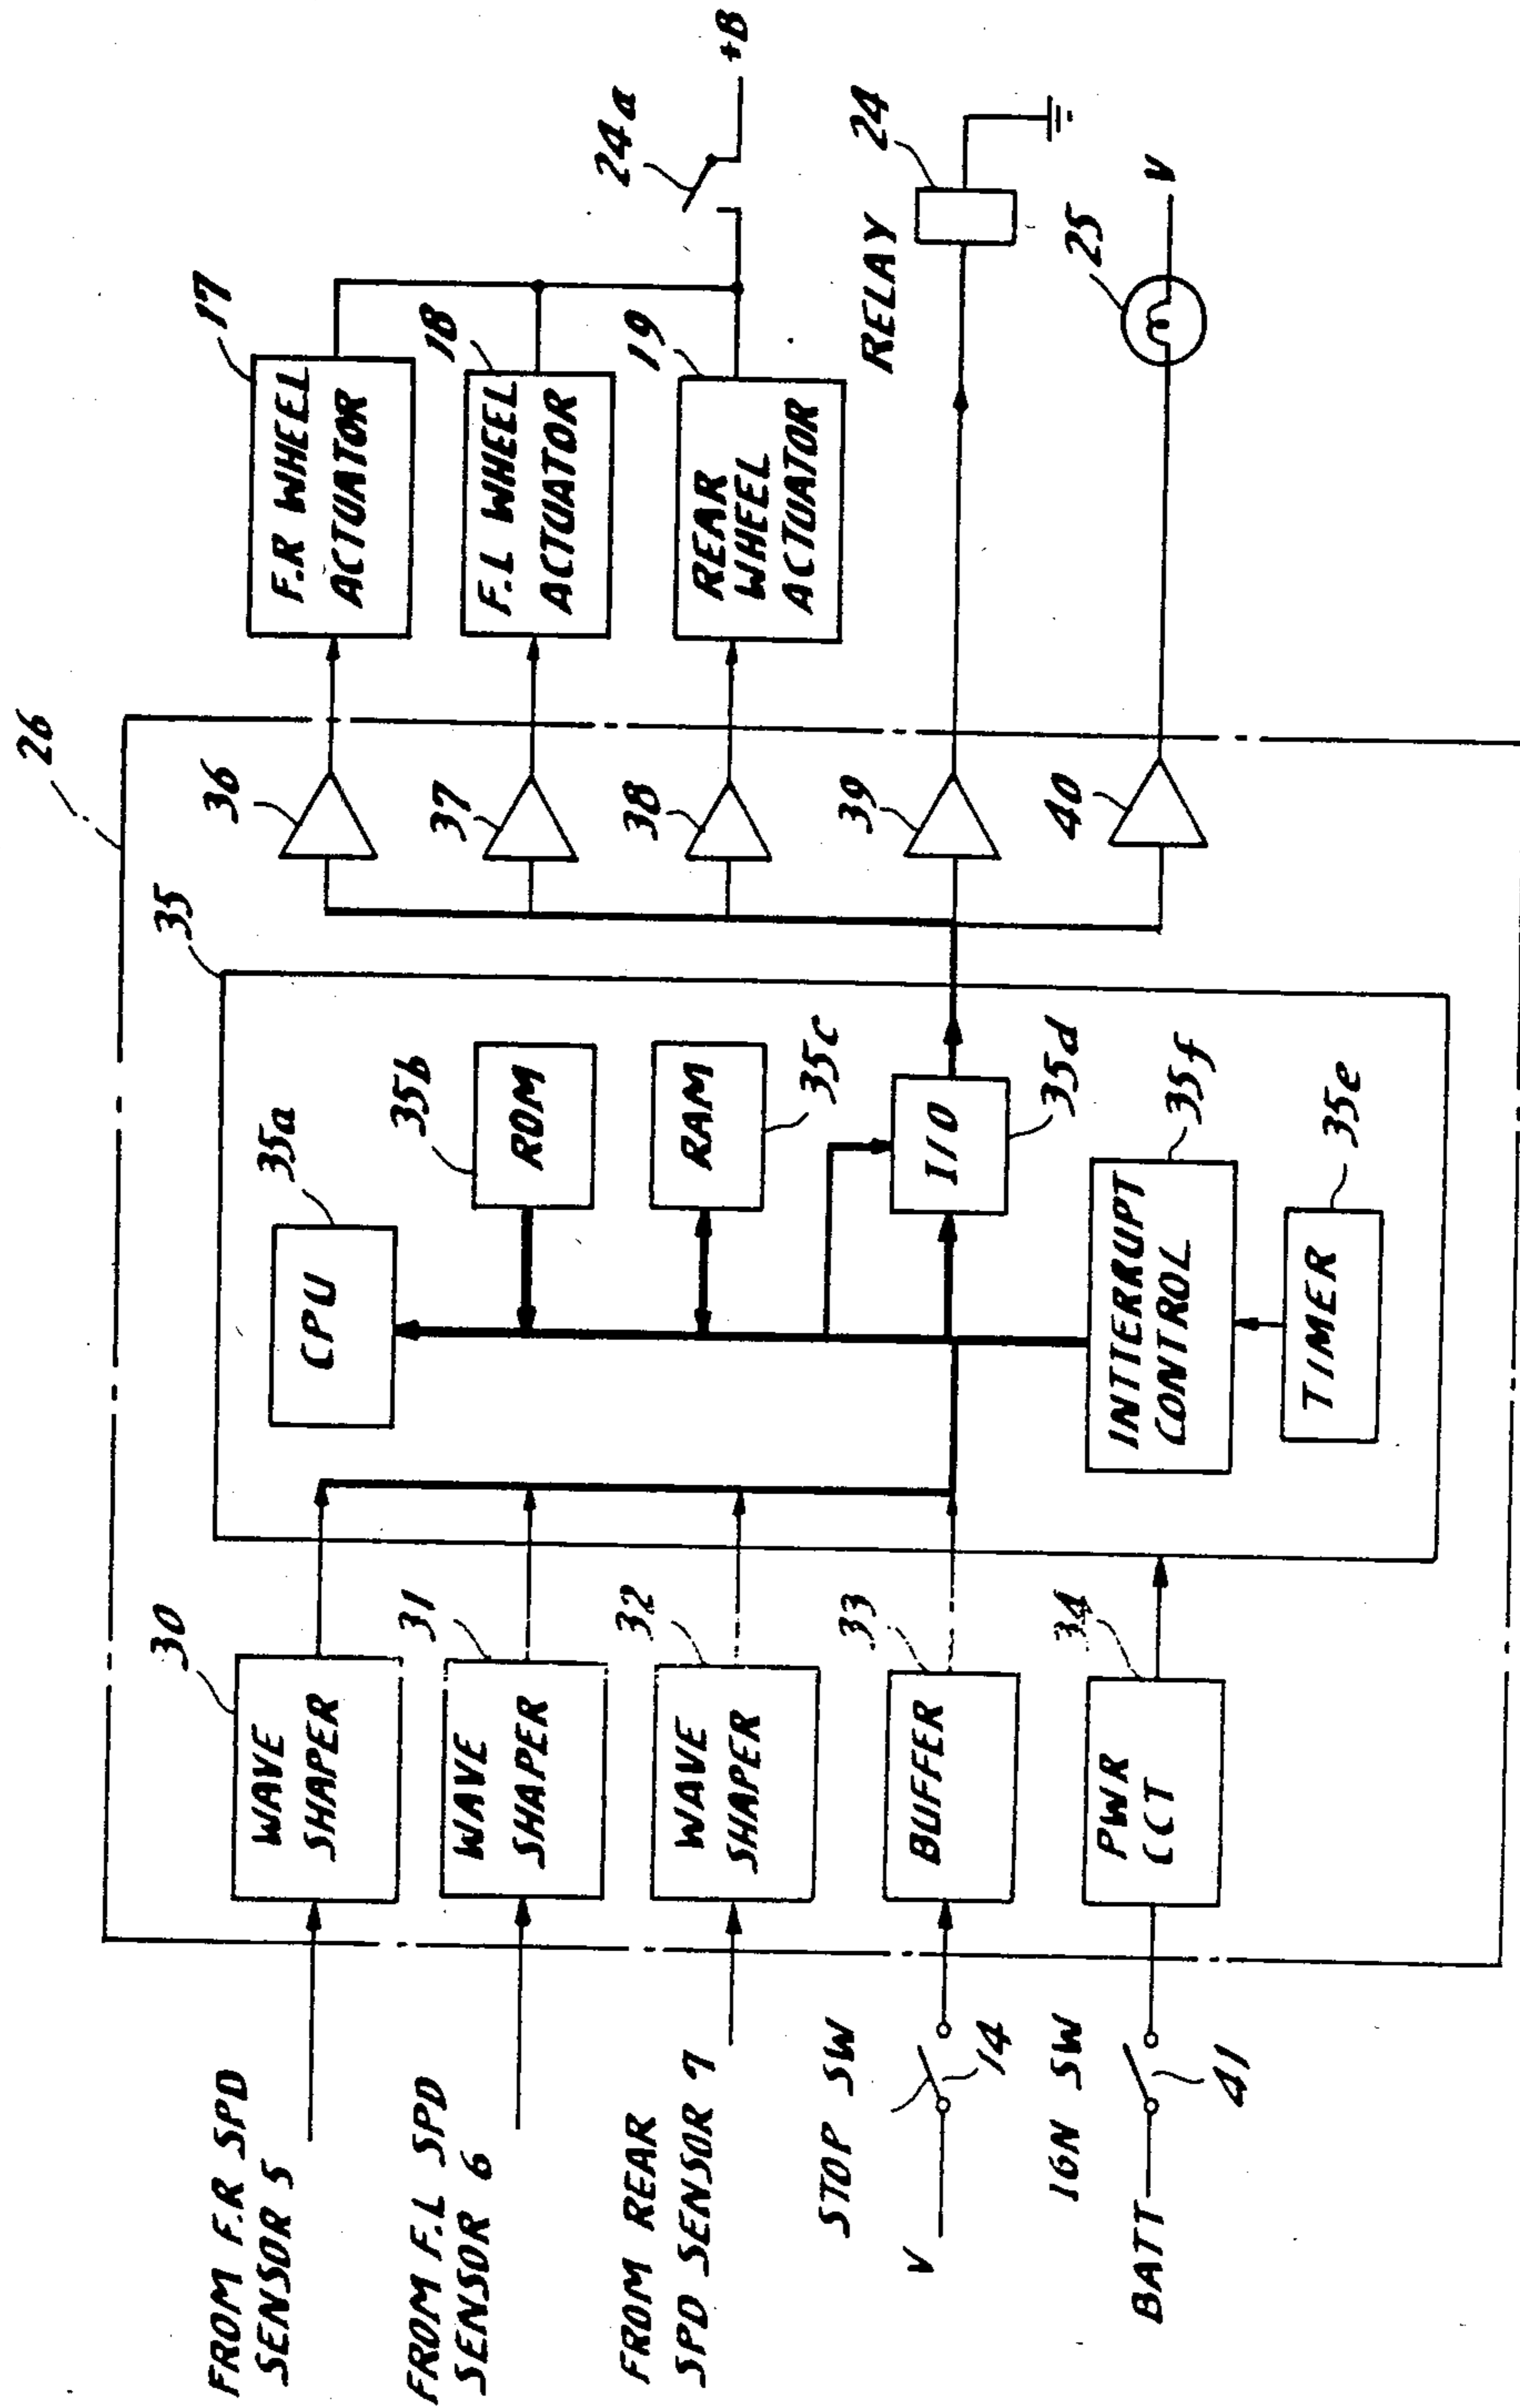 FROM F.R SPD
SENSOR 5
FROM F.L SPD
SENSOR 6
FROM REAR
SPD SENSOR 7
STOP SW
V
14
IGN SW
BATT
41
26
30
WAVE
SHAPER
31
WAVE
SHAPER
32
WAVE
SHAPER
33
BUFFER
34
PWR
CCT
35
35a
CPU
35b
ROM
RAM
35c
I/O
35d
INTERRUPT
CONTROL
35f
TIMER
35e
36
37
38
39
40
17
F.R WHEEL
ACTUATOR
18
F.L WHEEL
ACTUATOR
19
REAR
WHEEL
ACTUATOR
24a
+B
RELAY
24
25
V